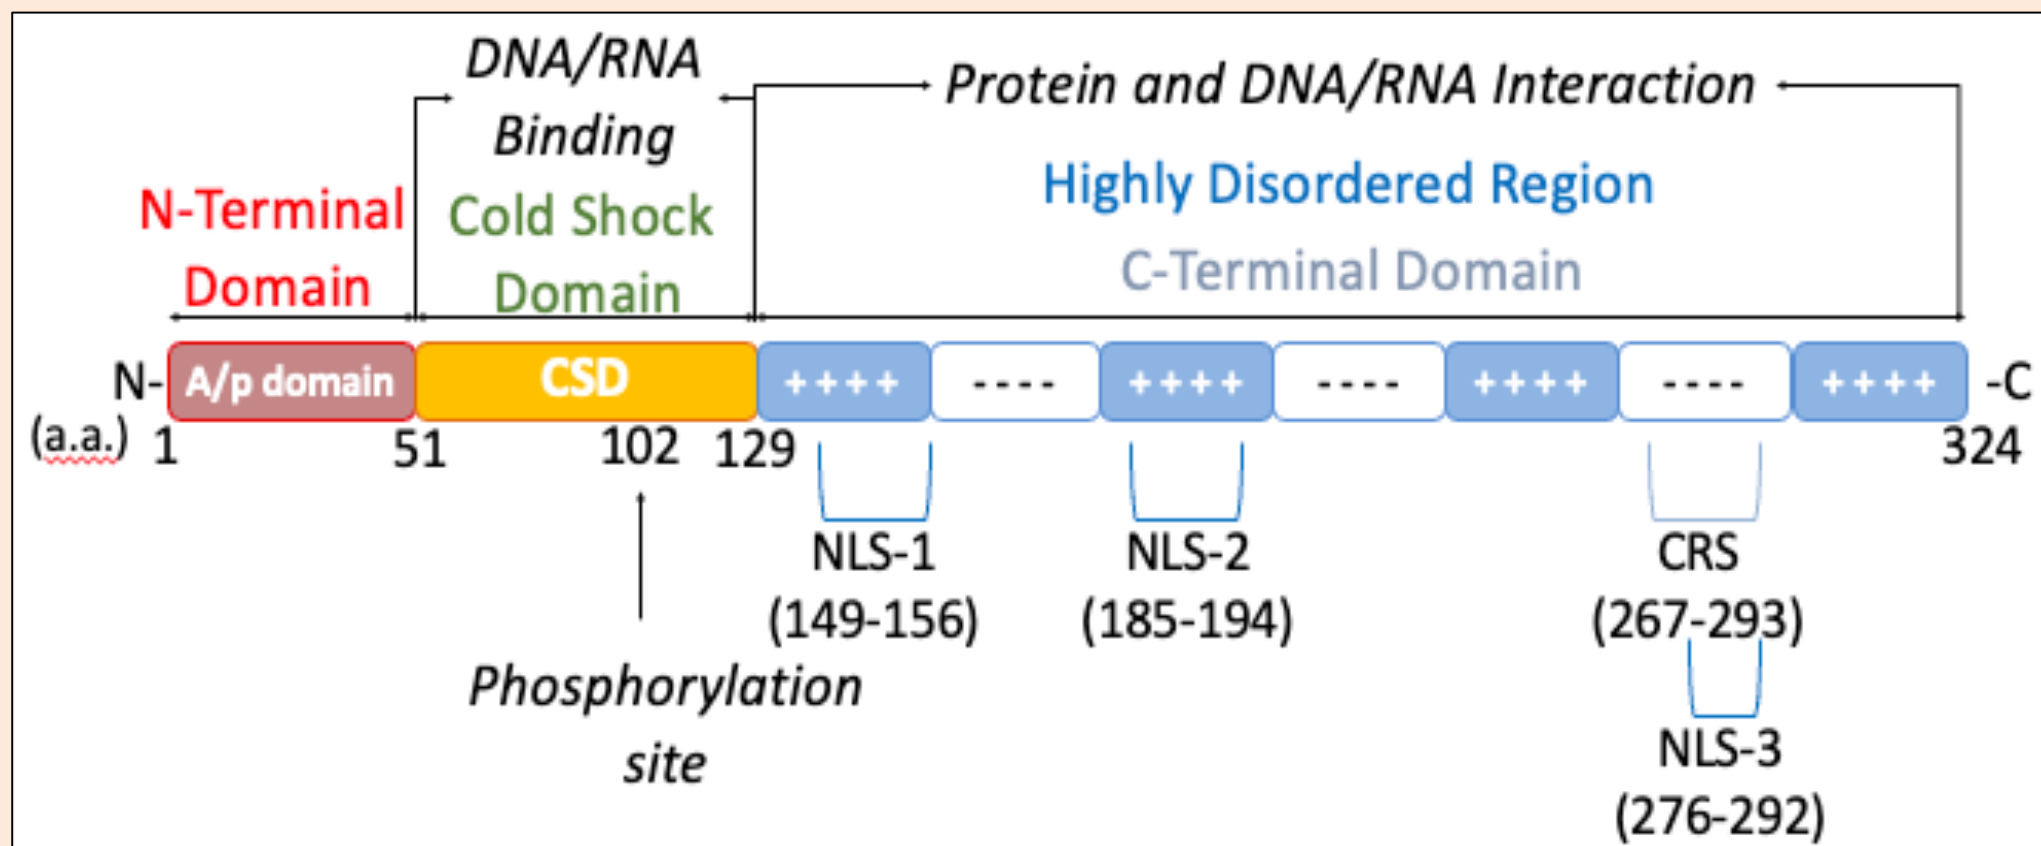 DNA/RNA
Binding
Protein and DNA/RNA Interaction
N-Terminal
Domain
Cold Shock
Domain
Highly Disordered Region
C-Terminal Domain
N-
A/p domain
CSD
++++
----
++++
----
++++
----
++++
-C
(a.a.) 1
51
102
129
324
NLS-1
(149-156)
NLS-2
(185-194)
CRS
(267-293)
Phosphorylation
site
NLS-3
(276-292)